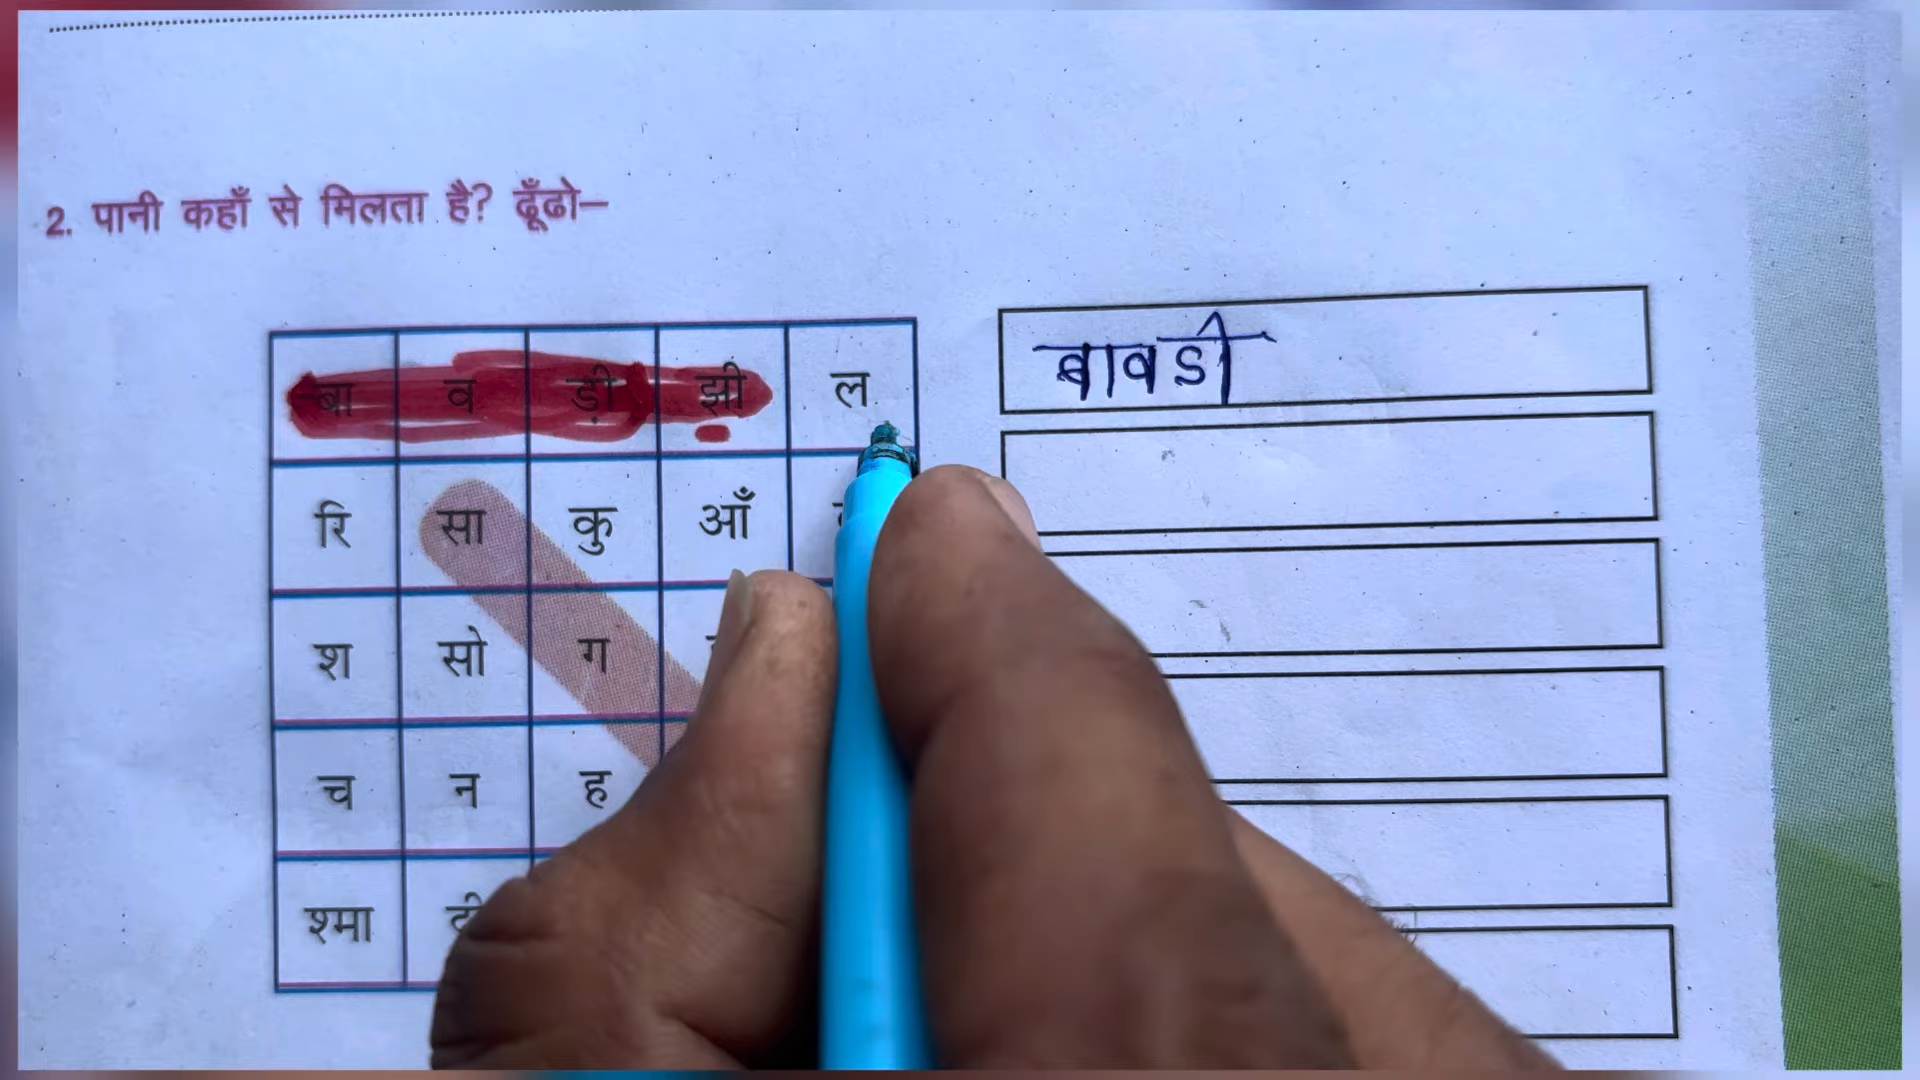 2. पानी कहाँ से मिलता है? ढूँढो–
बा व ड़ी झी ल
बावडी
रि सा कु आँ
श सो ग
च न ह
श्मा